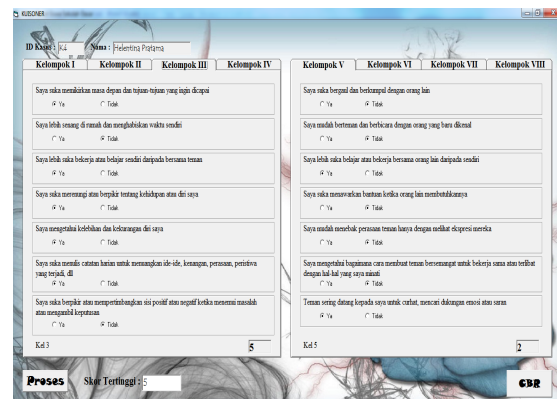 KUISONER
ID Kasus : K4 Nama : Helentina Pratama
Kelompok I Kelompok II Kelompok III Kelompok IV
Saya suka memikirkan masa depan dan tujuan-tujuan yang ingin dicapai
Ya Tidak
Saya lebih senang di rumah dan menghabiskan waktu sendiri
Ya Tidak
Saya lebih suka bekerja atau belajar sendiri daripada bersama teman
Ya Tidak
Saya suka merenungi atau berpikir tentang kehidupan atau diri saya
Ya Tidak
Saya mengetahui kelebihan dan kekurangan diri saya
Ya Tidak
Saya suka menulis catatan harian untuk menuangkan ide-ide, kenangan, perasaan, peristiwa
yang terjadi, dll
Ya Tidak
Saya suka berpikir atau mempertimbangkan sisi positif atau negatif ketika menemui masalah
atau mengambil keputusan
Ya Tidak
Kel 3 5
Kelompok V Kelompok VI Kelompok VII Kelompok VIII
Saya suka bergaul dan berkumpul dengan orang lain
Ya Tidak
Saya mudah berteman dan berbicara dengan orang yang baru dikenal
Ya Tidak
Saya lebih suka belajar atau bekerja bersama orang lain daripada sendiri
Ya Tidak
Saya suka menawarkan bantuan ketika orang lain membutuhkannya
Ya Tidak
Saya mudah menebak perasaan teman hanya dengan melihat ekspresi mereka
Ya Tidak
Saya mengetahui bagaimana cara membuat teman bersemangat untuk bekerja sama atau terlibat
dengan hal-hal yang saya minati
Ya Tidak
Teman sering datang kepada saya untuk curhat, mencari dukungan emosi atau saran
Ya Tidak
Kel 5 2
Proses Skor Tertinggi : 5 CBR